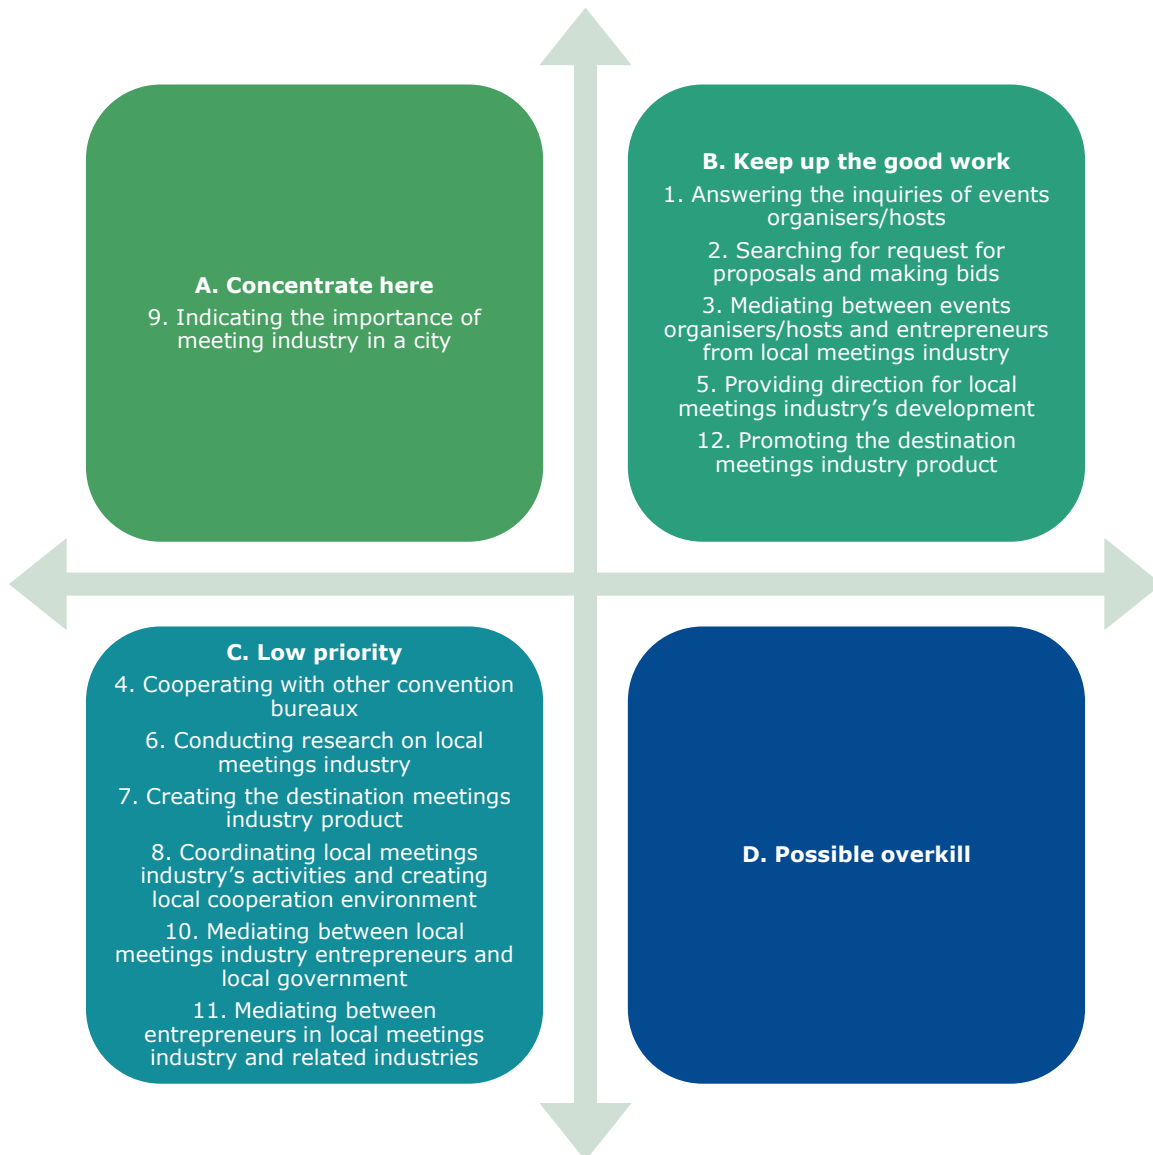 A. Concentrate here
9. Indicating the importance of
meeting industry in a city
B. Keep up the good work
1. Answering the inquiries of events
organisers/hosts
2. Searching for request for
proposals and making bids
3. Mediating between events
organisers/hosts and entrepreneurs
from local meetings industry
5. Providing direction for local
meetings industry’s development
12. Promoting the destination
meetings industry product
C. Low priority
4. Cooperating with other convention
bureaux
6. Conducting research on local
meetings industry
7. Creating the destination meetings
industry product
8. Coordinating local meetings
industry’s activities and creating
local cooperation environment
10. Mediating between local
meetings industry entrepreneurs and
local government
11. Mediating between
entrepreneurs in local meetings
industry and related industries
D. Possible overkill